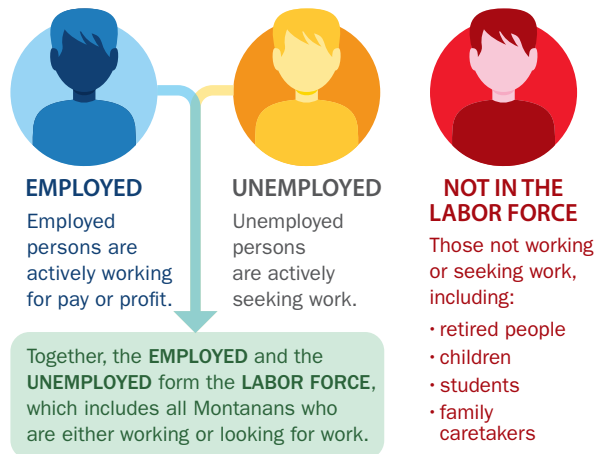 EMPLOYED
Employed
persons are
actively working
for pay or profit.
UNEMPLOYED
Unemployed
persons
are actively
seeking work.
NOT IN THE
LABOR FORCE
Those not working
or seeking work,
including:
• retired people
• children
• students
• family
caretakers
Together, the EMPLOYED and the
UNEMPLOYED form the LABOR FORCE,
which includes all Montanans who
are either working or looking for work.